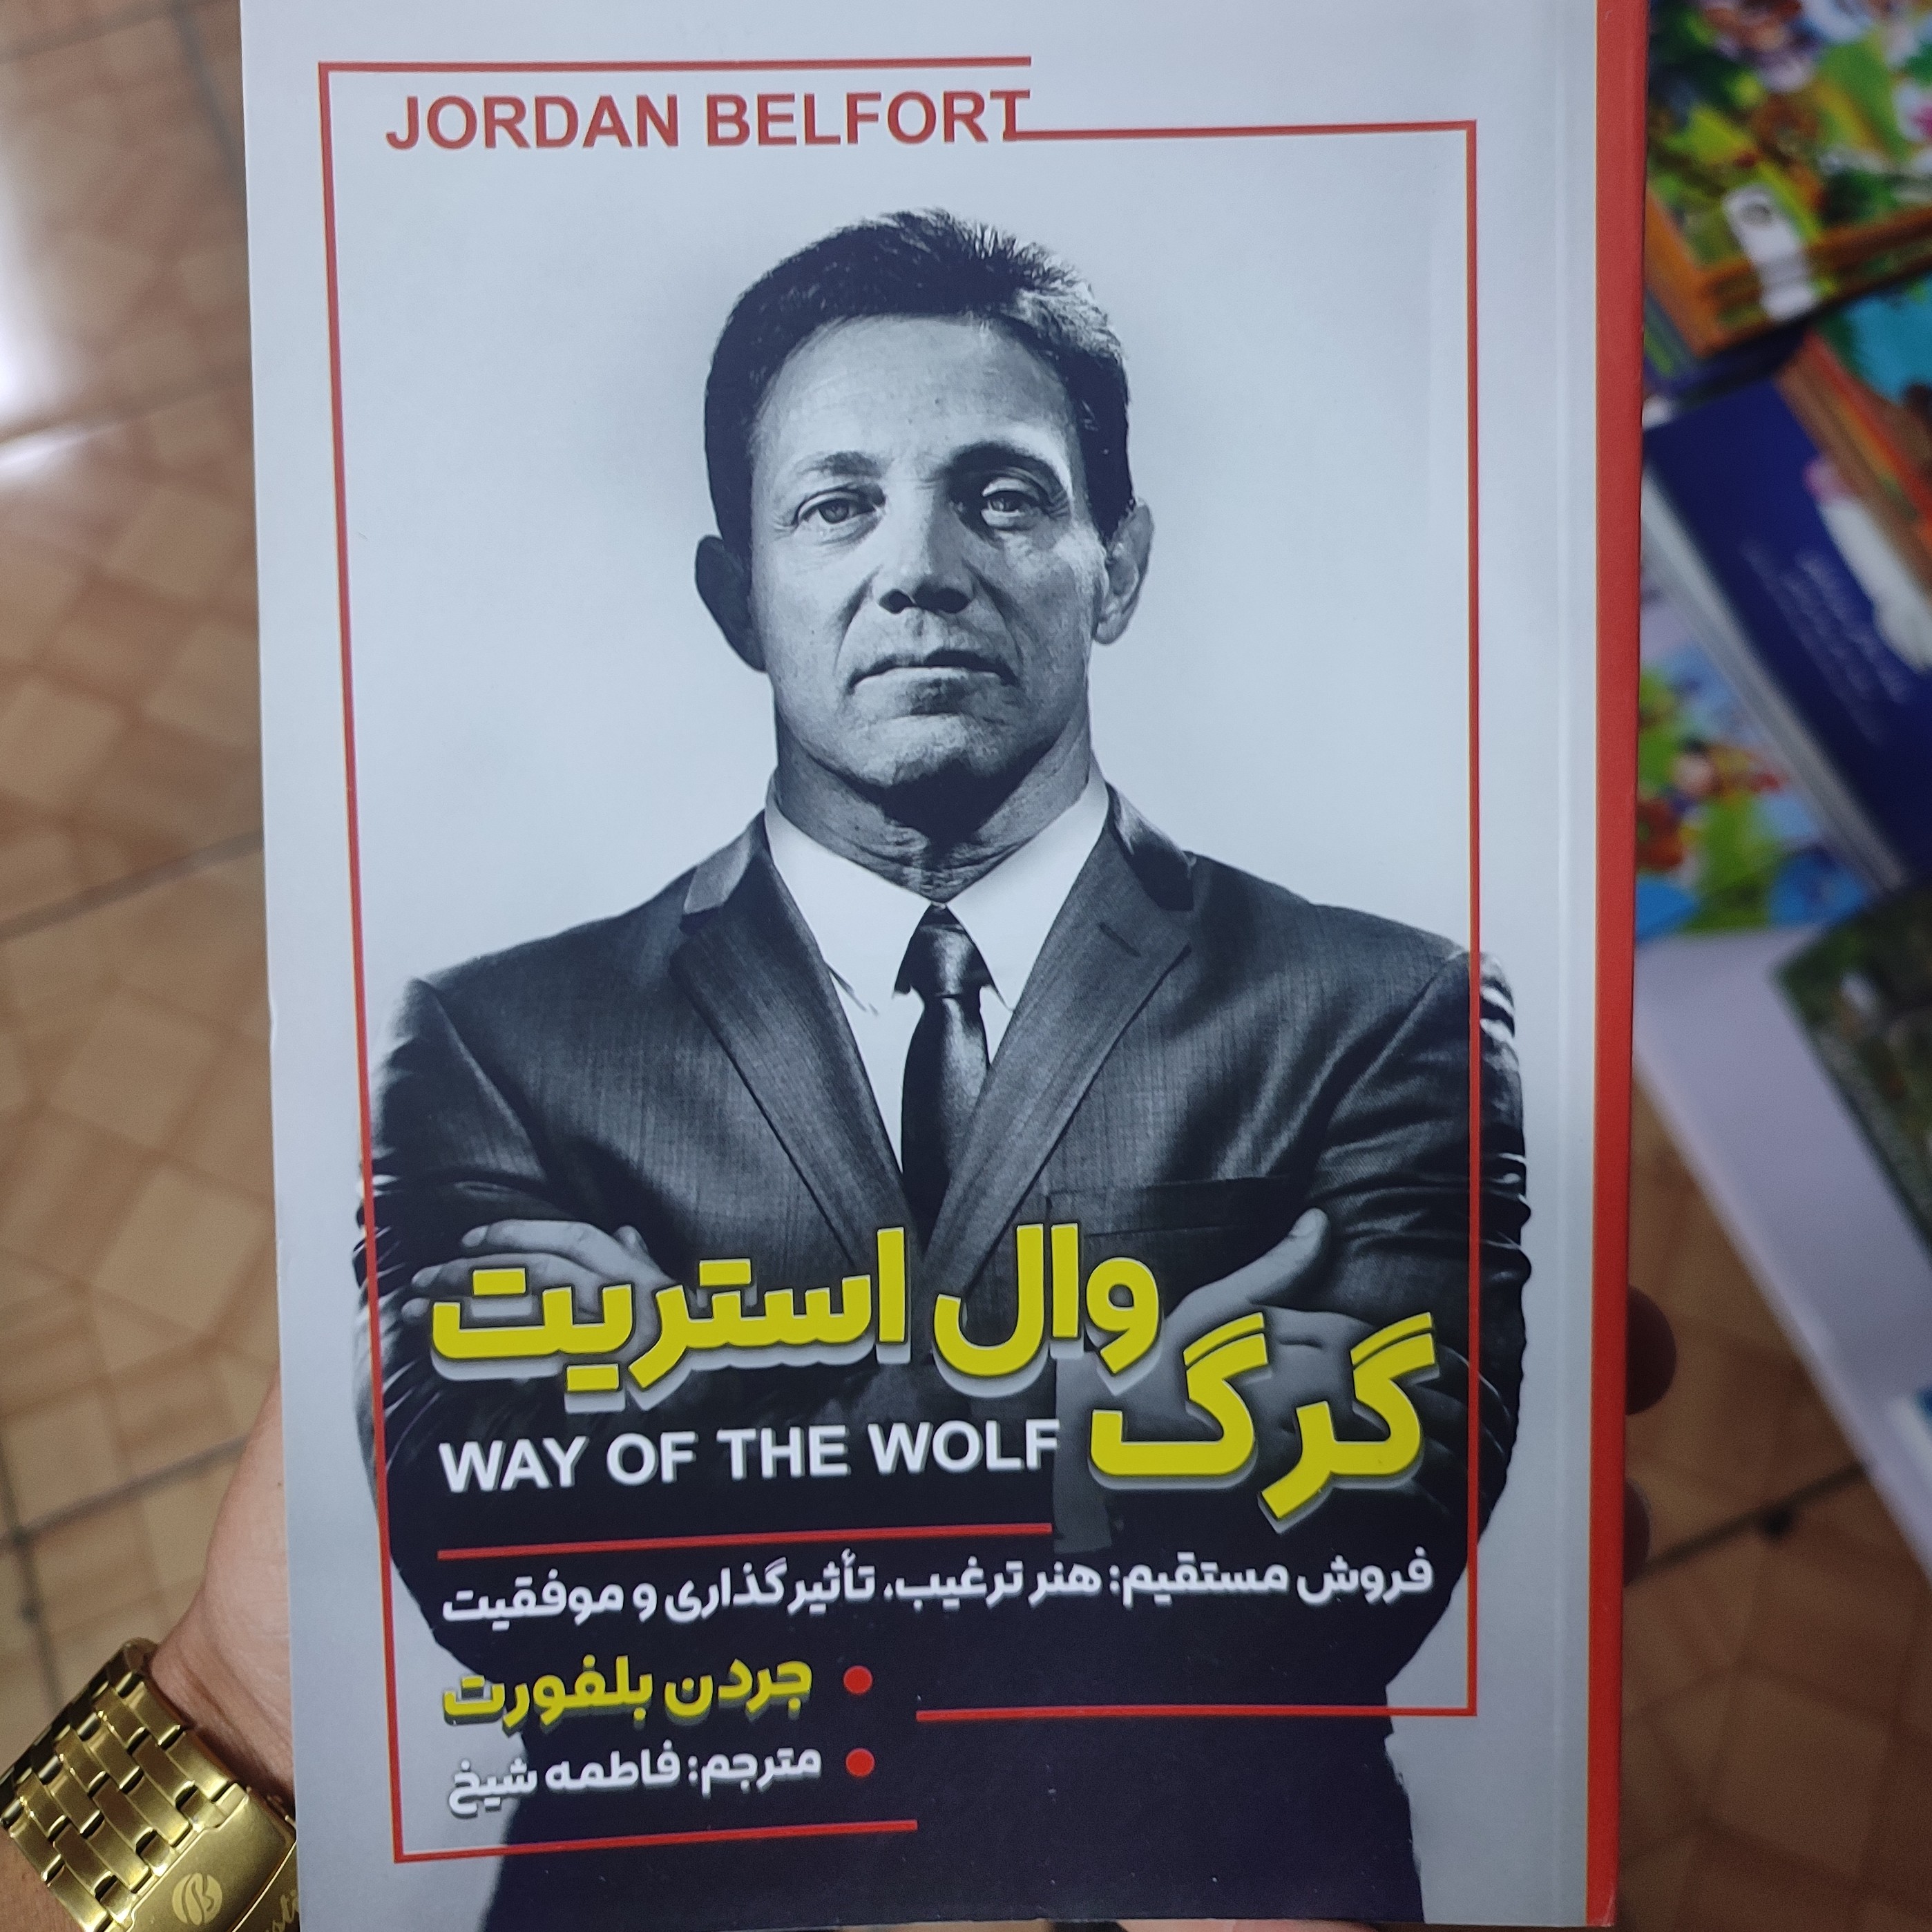 JORDAN BELFORT
گرگ وال استریت
WAY OF THE WOLF
فروش مستقیم: هنر ترغیب، تأثیرگذاری و موفقیت
جردن بلفورت
مترجم: فاطمه شیخ